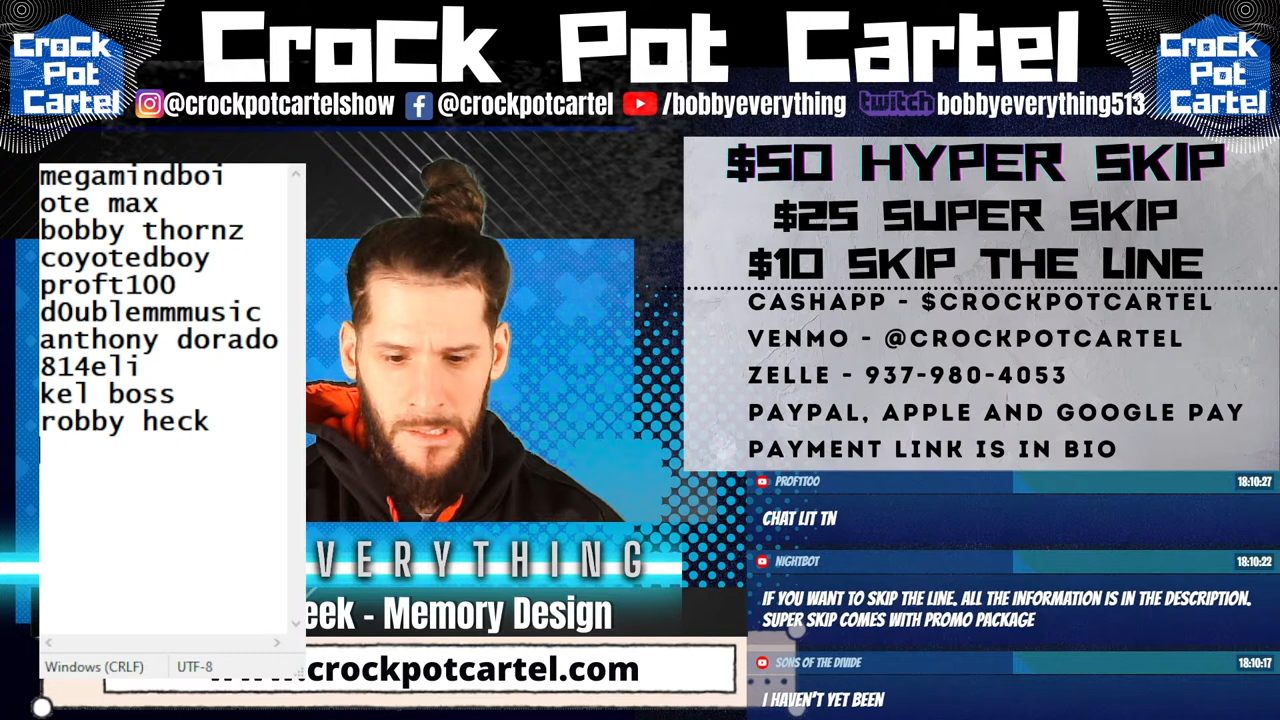 Crock Pot Cartel
Crock
Pot
Cartel
Crock
Pot
Cartel
@crockpotcartelshow @crockpotcartel /bobbyeverything twitch bobbyeverything513
megamindboi
ote max
bobby thornz
coyotedboy
proft100
d0ublemmmusic
anthony dorado
814eli
kel boss
robby heck
Windows (CRLF) UTF-8
$50 HYPER SKIP
$25 SUPER SKIP
$10 SKIP THE LINE
CASHAPP - $CROCKPOTCARTEL
VENMO - @CROCKPOTCARTEL
ZELLE - 937-980-4053
PAYPAL, APPLE AND GOOGLE PAY
PAYMENT LINK IS IN BIO
VERYTHING
eek - Memory Design
.crockpotcartel.com
PROFT100 18:10:27
CHAT LIT TN
NIGHTBOT 18:10:22
IF YOU WANT TO SKIP THE LINE. ALL THE INFORMATION IS IN THE DESCRIPTION.
SUPER SKIP COMES WITH PROMO PACKAGE
SONS OF THE DIVIDE 18:10:17
I HAVEN'T YET BEEN